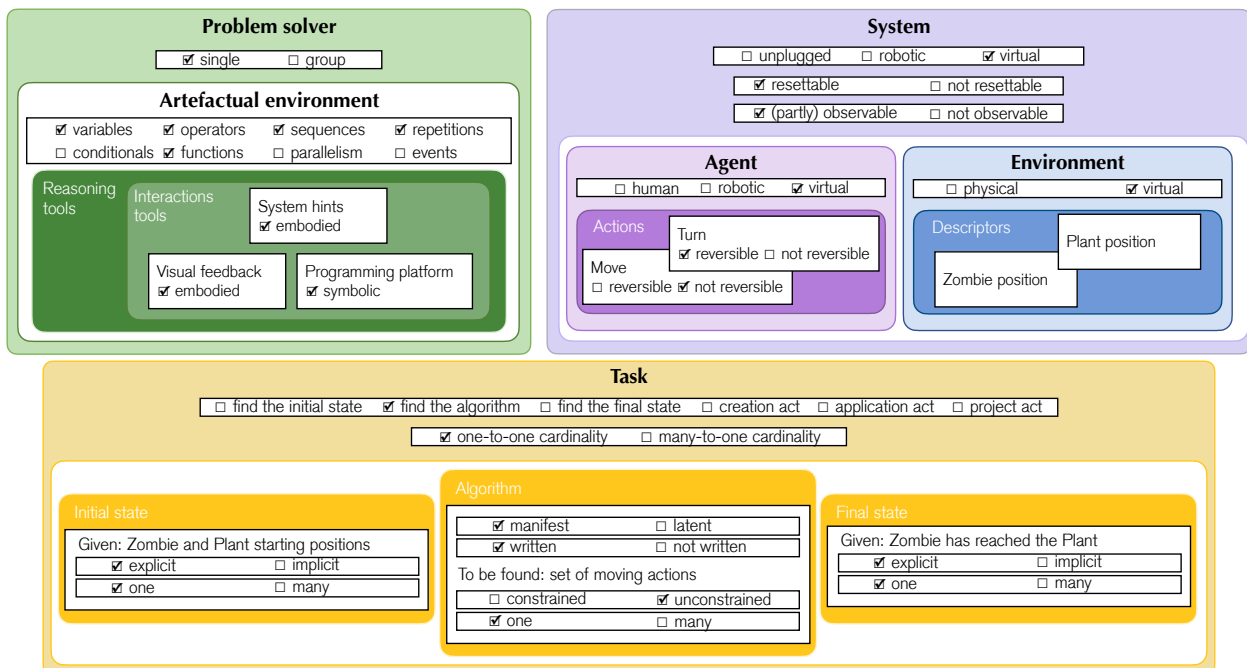 Problem solver
☑ single ☐ group
Artefactual environment
☑ variables ☑ operators ☑ sequences ☑ repetitions
☐ conditionals ☑ functions ☐ parallelism ☐ events
Reasoning tools
Interactions tools
System hints
☑ embodied
Visual feedback
☑ embodied
Programming platform
☑ symbolic
System
☐ unplugged ☐ robotic ☑ virtual
☑ resettable ☐ not resettable
☑ (partly) observable ☐ not observable
Agent
☐ human ☐ robotic ☑ virtual
Actions
Turn
☑ reversible ☐ not reversible
Move
☐ reversible ☑ not reversible
Environment
☐ physical ☑ virtual
Descriptors
Plant position
Zombie position
Task
☐ find the initial state ☑ find the algorithm ☐ find the final state ☐ creation act ☐ application act ☐ project act
☑ one-to-one cardinality ☐ many-to-one cardinality
Initial state
Given: Zombie and Plant starting positions
☑ explicit ☐ implicit
☑ one ☐ many
Algorithm
☑ manifest ☐ latent
☑ written ☐ not written
To be found: set of moving actions
☐ constrained ☑ unconstrained
☑ one ☐ many
Final state
Given: Zombie has reached the Plant
☑ explicit ☐ implicit
☑ one ☐ many